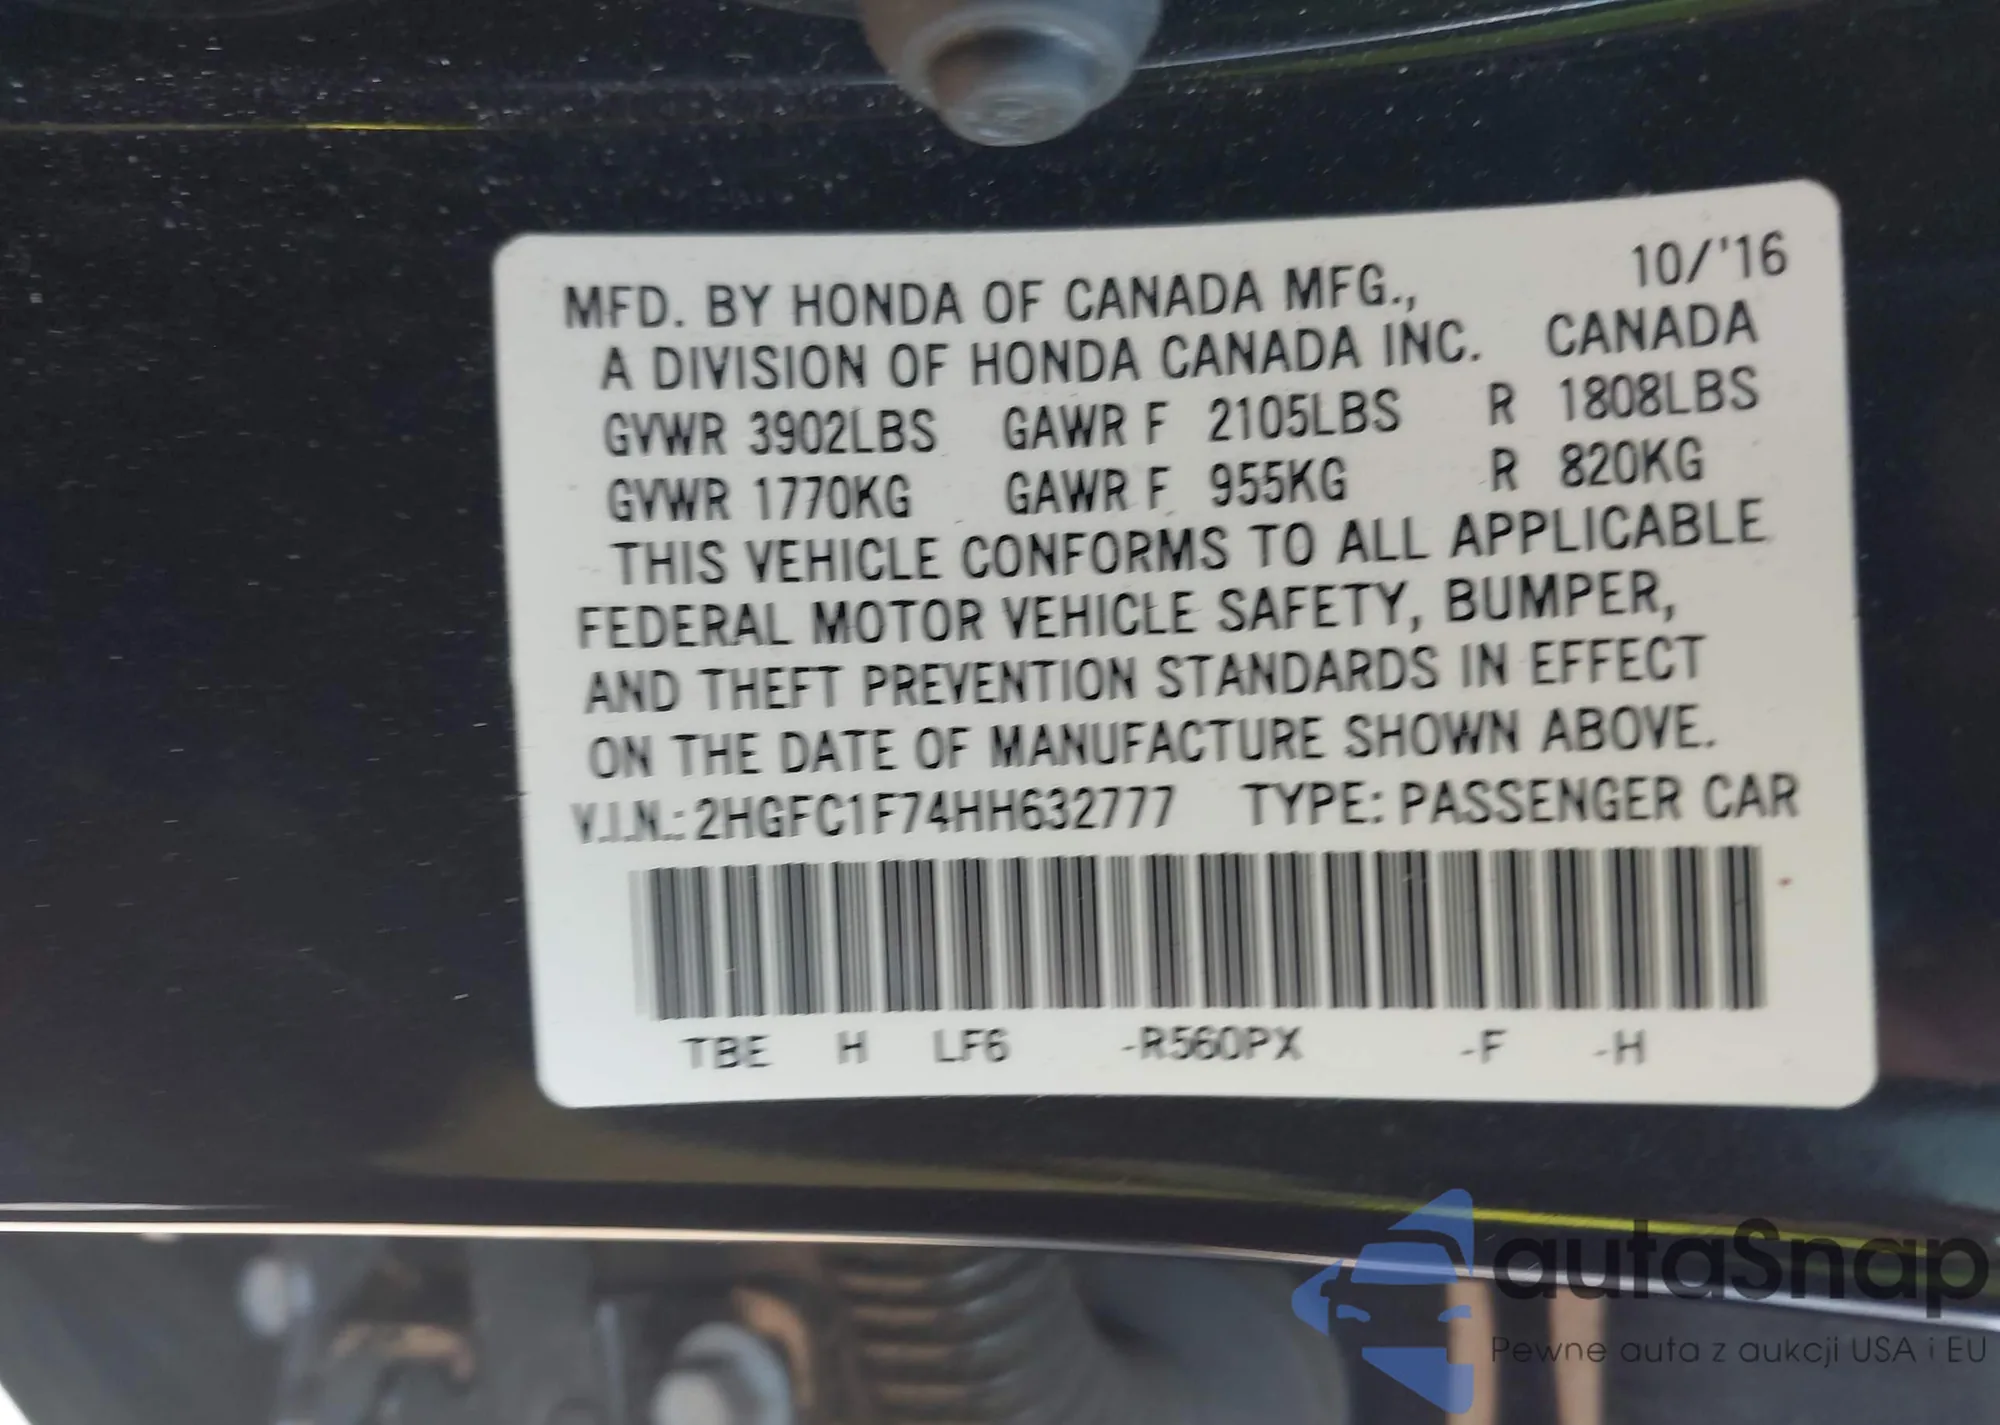 10/'16
MFD. BY HONDA OF CANADA MFG.,
A DIVISION OF HONDA CANADA INC. CANADA
GVWR 3902LBS GAWR F 2105LBS R 1808LBS
GVWR 1770KG GAWR F 955KG R 820KG
THIS VEHICLE CONFORMS TO ALL APPLICABLE
FEDERAL MOTOR VEHICLE SAFETY, BUMPER,
AND THEFT PREVENTION STANDARDS IN EFFECT
ON THE DATE OF MANUFACTURE SHOWN ABOVE.
V.I.N.: 2HGFC1F74HH632777 TYPE: PASSENGER CAR
TBE H LF6 -R560PX -F -H
autaSnap
Pewne auta z aukcji USA i EU